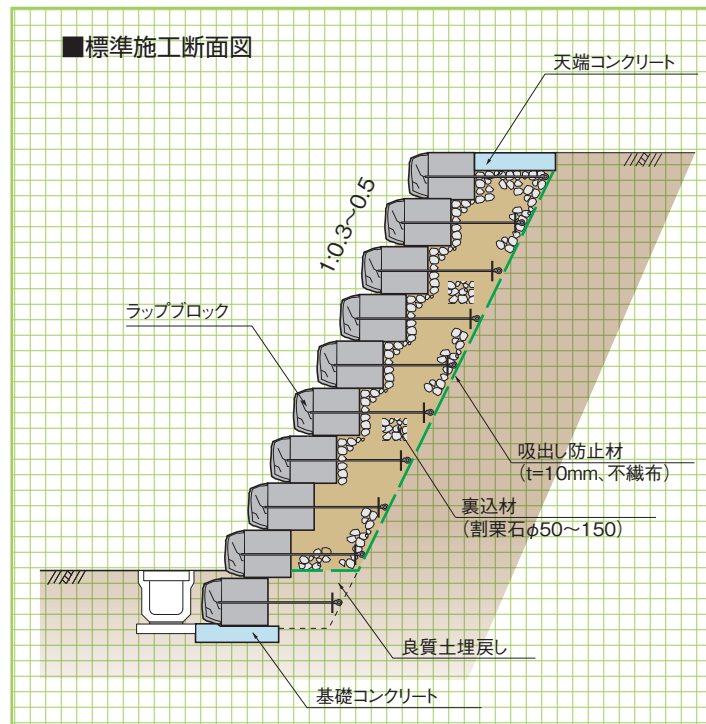 ■標準施工断面図
天端コンクリート
1:0.3〜0.5
ラップブロック
吸出し防止材
(t=10mm、不繊布)
裏込材
(割栗石φ50〜150)
良質土埋戻し
基礎コンクリート